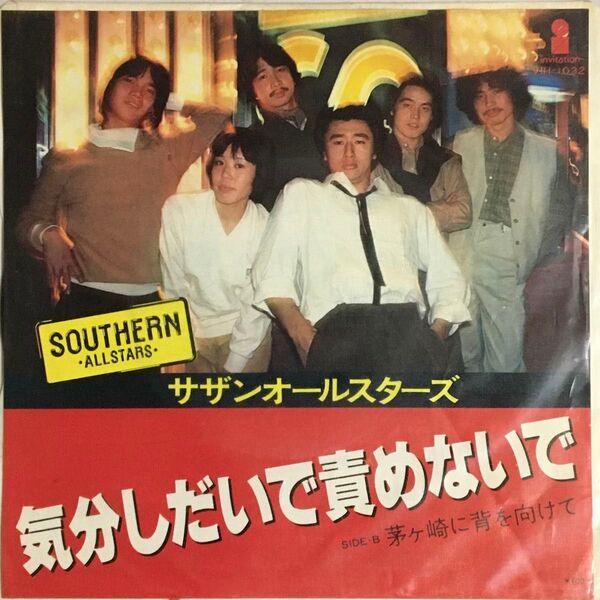 invitation
VIH-1032
SOUTHERN
・ALLSTARS・
サザンオールスターズ
気分しだいで責めないで
SIDE・B 茅ヶ崎に背を向けて
¥600